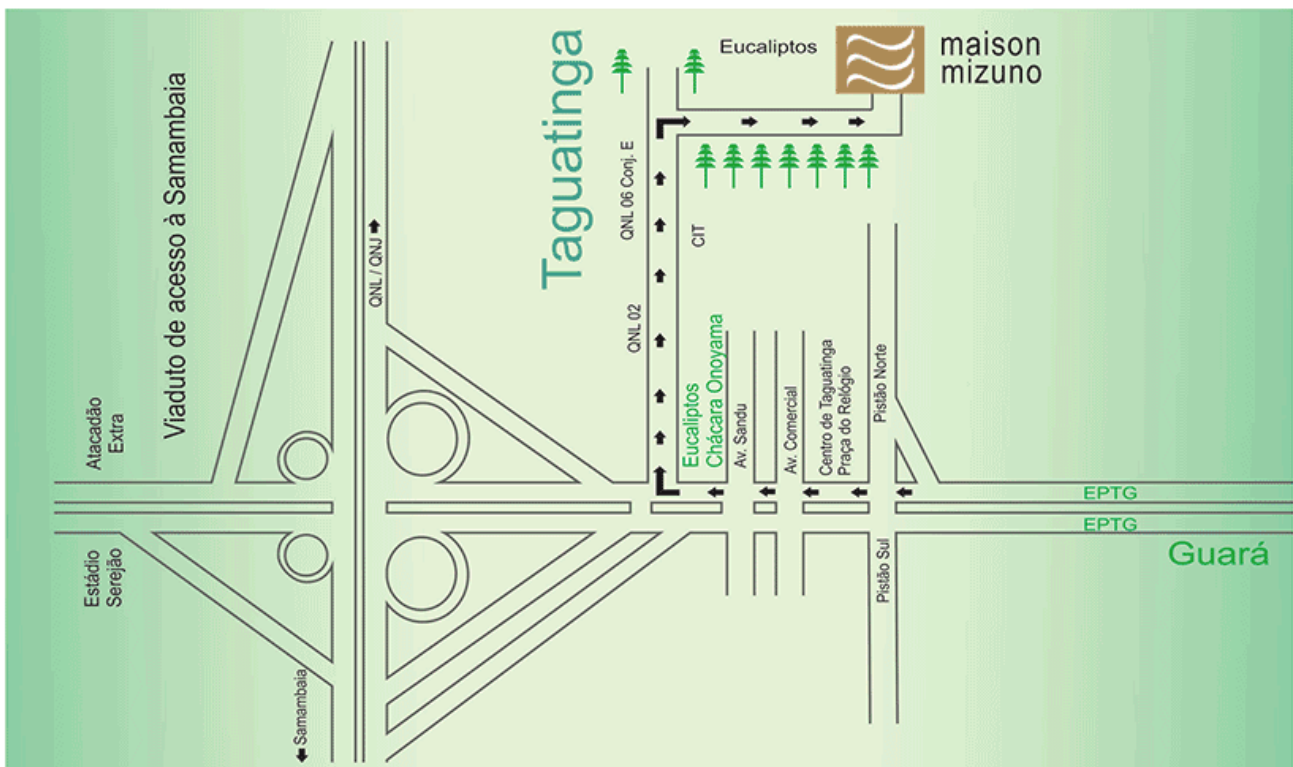 Eucaliptos
maison
mizuno
Taguatinga
Viaduto de acesso à Samambaia
QNL / QNJ
QNL 06 Conj. E
CIT
QNL 02
Atacadão
Extra
Eucaliptos
Chácara Onoyama
Av. Sandu
Av. Comercial
Centro de Taguatinga
Praça do Relógio
Pistão Norte
EPTG
EPTG
Guará
Estádio
Serejão
Pistão Sul
Samambaia